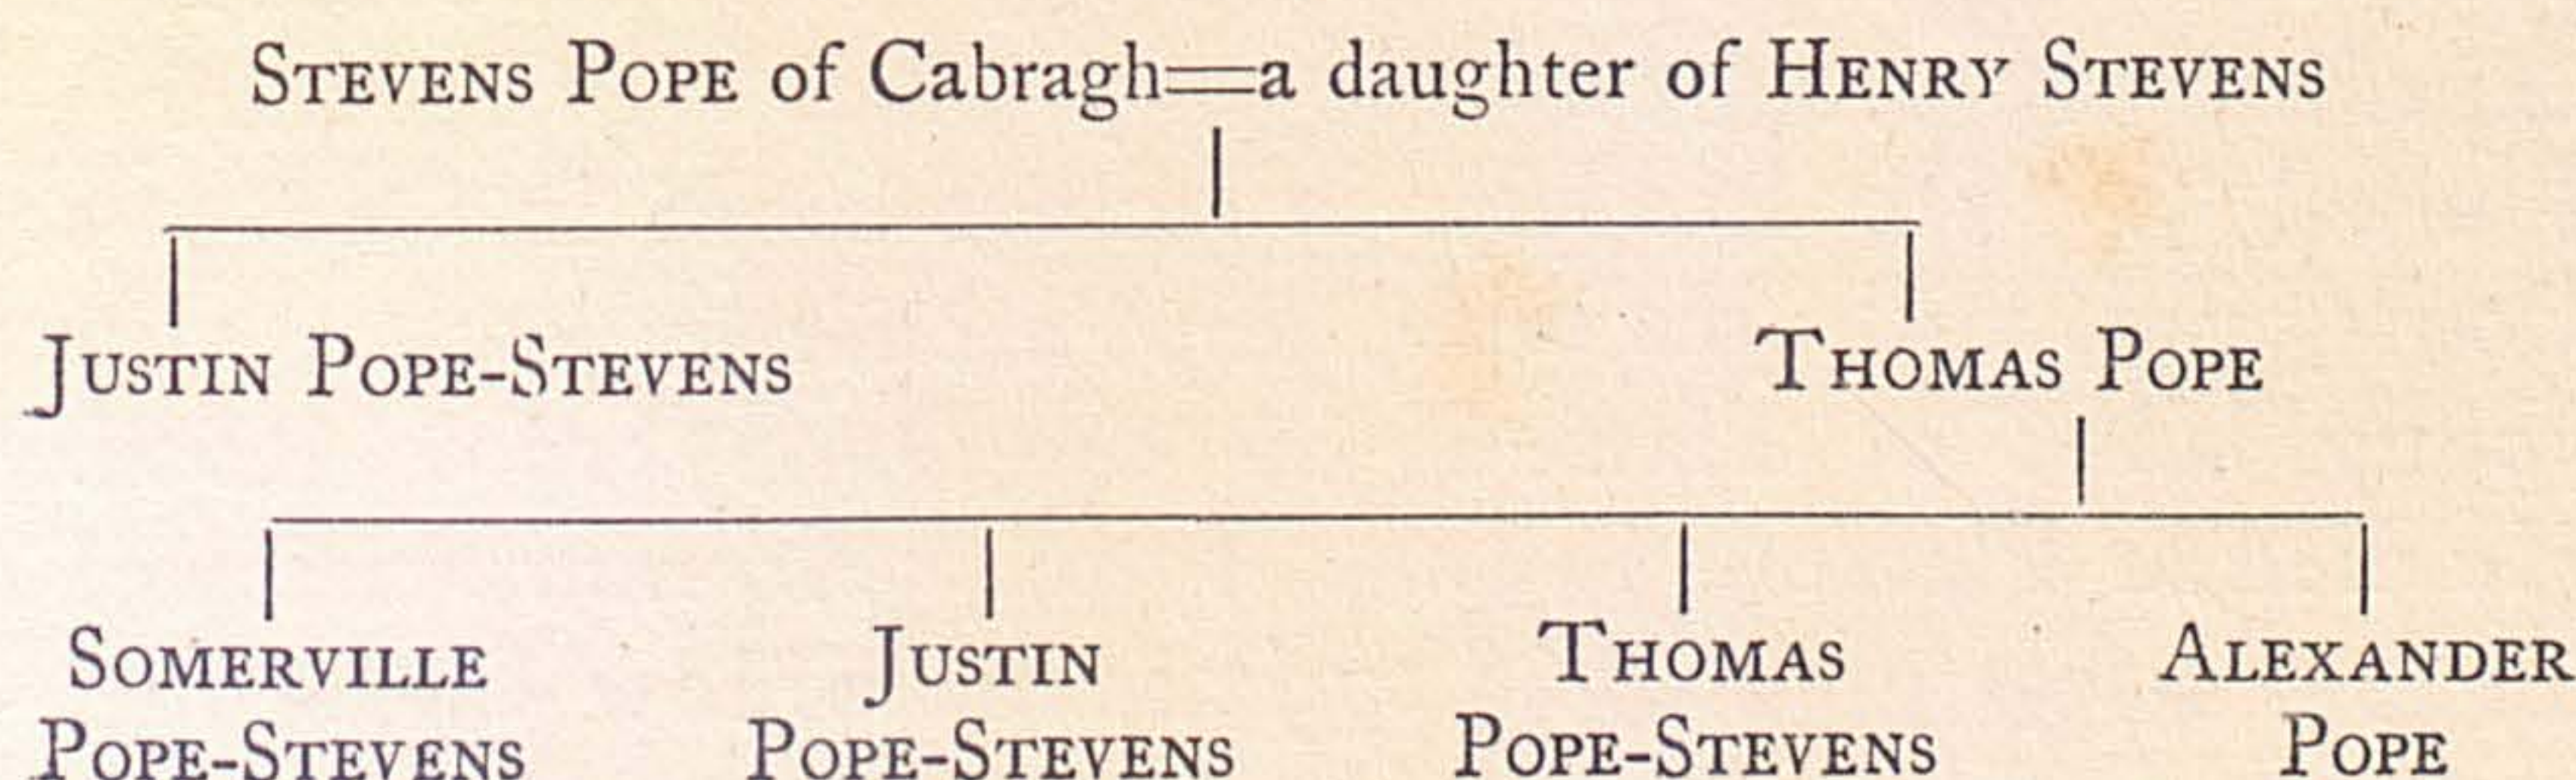 Stevens Pope of Cabragh=a daughter of Henry Stevens
Justin Pope-Stevens Thomas Pope
Somerville Justin Thomas Alexander
Pope-Stevens Pope-Stevens Pope-Stevens Pope